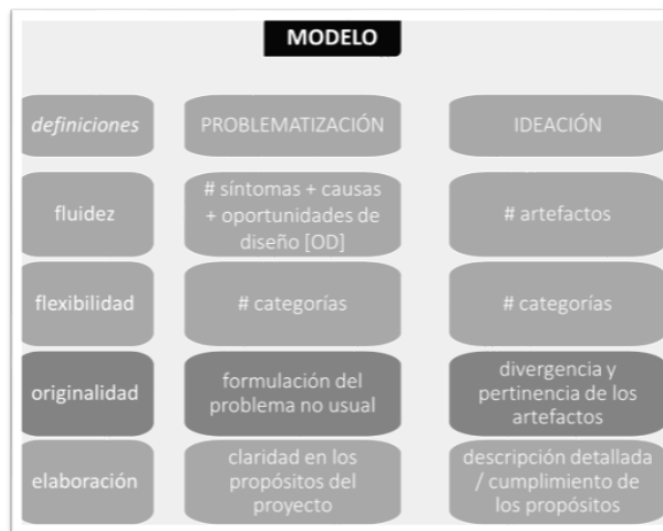 MODELO
definiciones
PROBLEMATIZACIÓN
IDEACIÓN
fluidez
# síntomas + causas
+ oportunidades de
diseño [OD]
# artefactos
flexibilidad
# categorías
# categorías
originalidad
formulación del
problema no usual
divergencia y
pertinencia de los
artefactos
elaboración
claridad en los
propósitos del
proyecto
descripción detallada
/ cumplimiento de
los propósitos